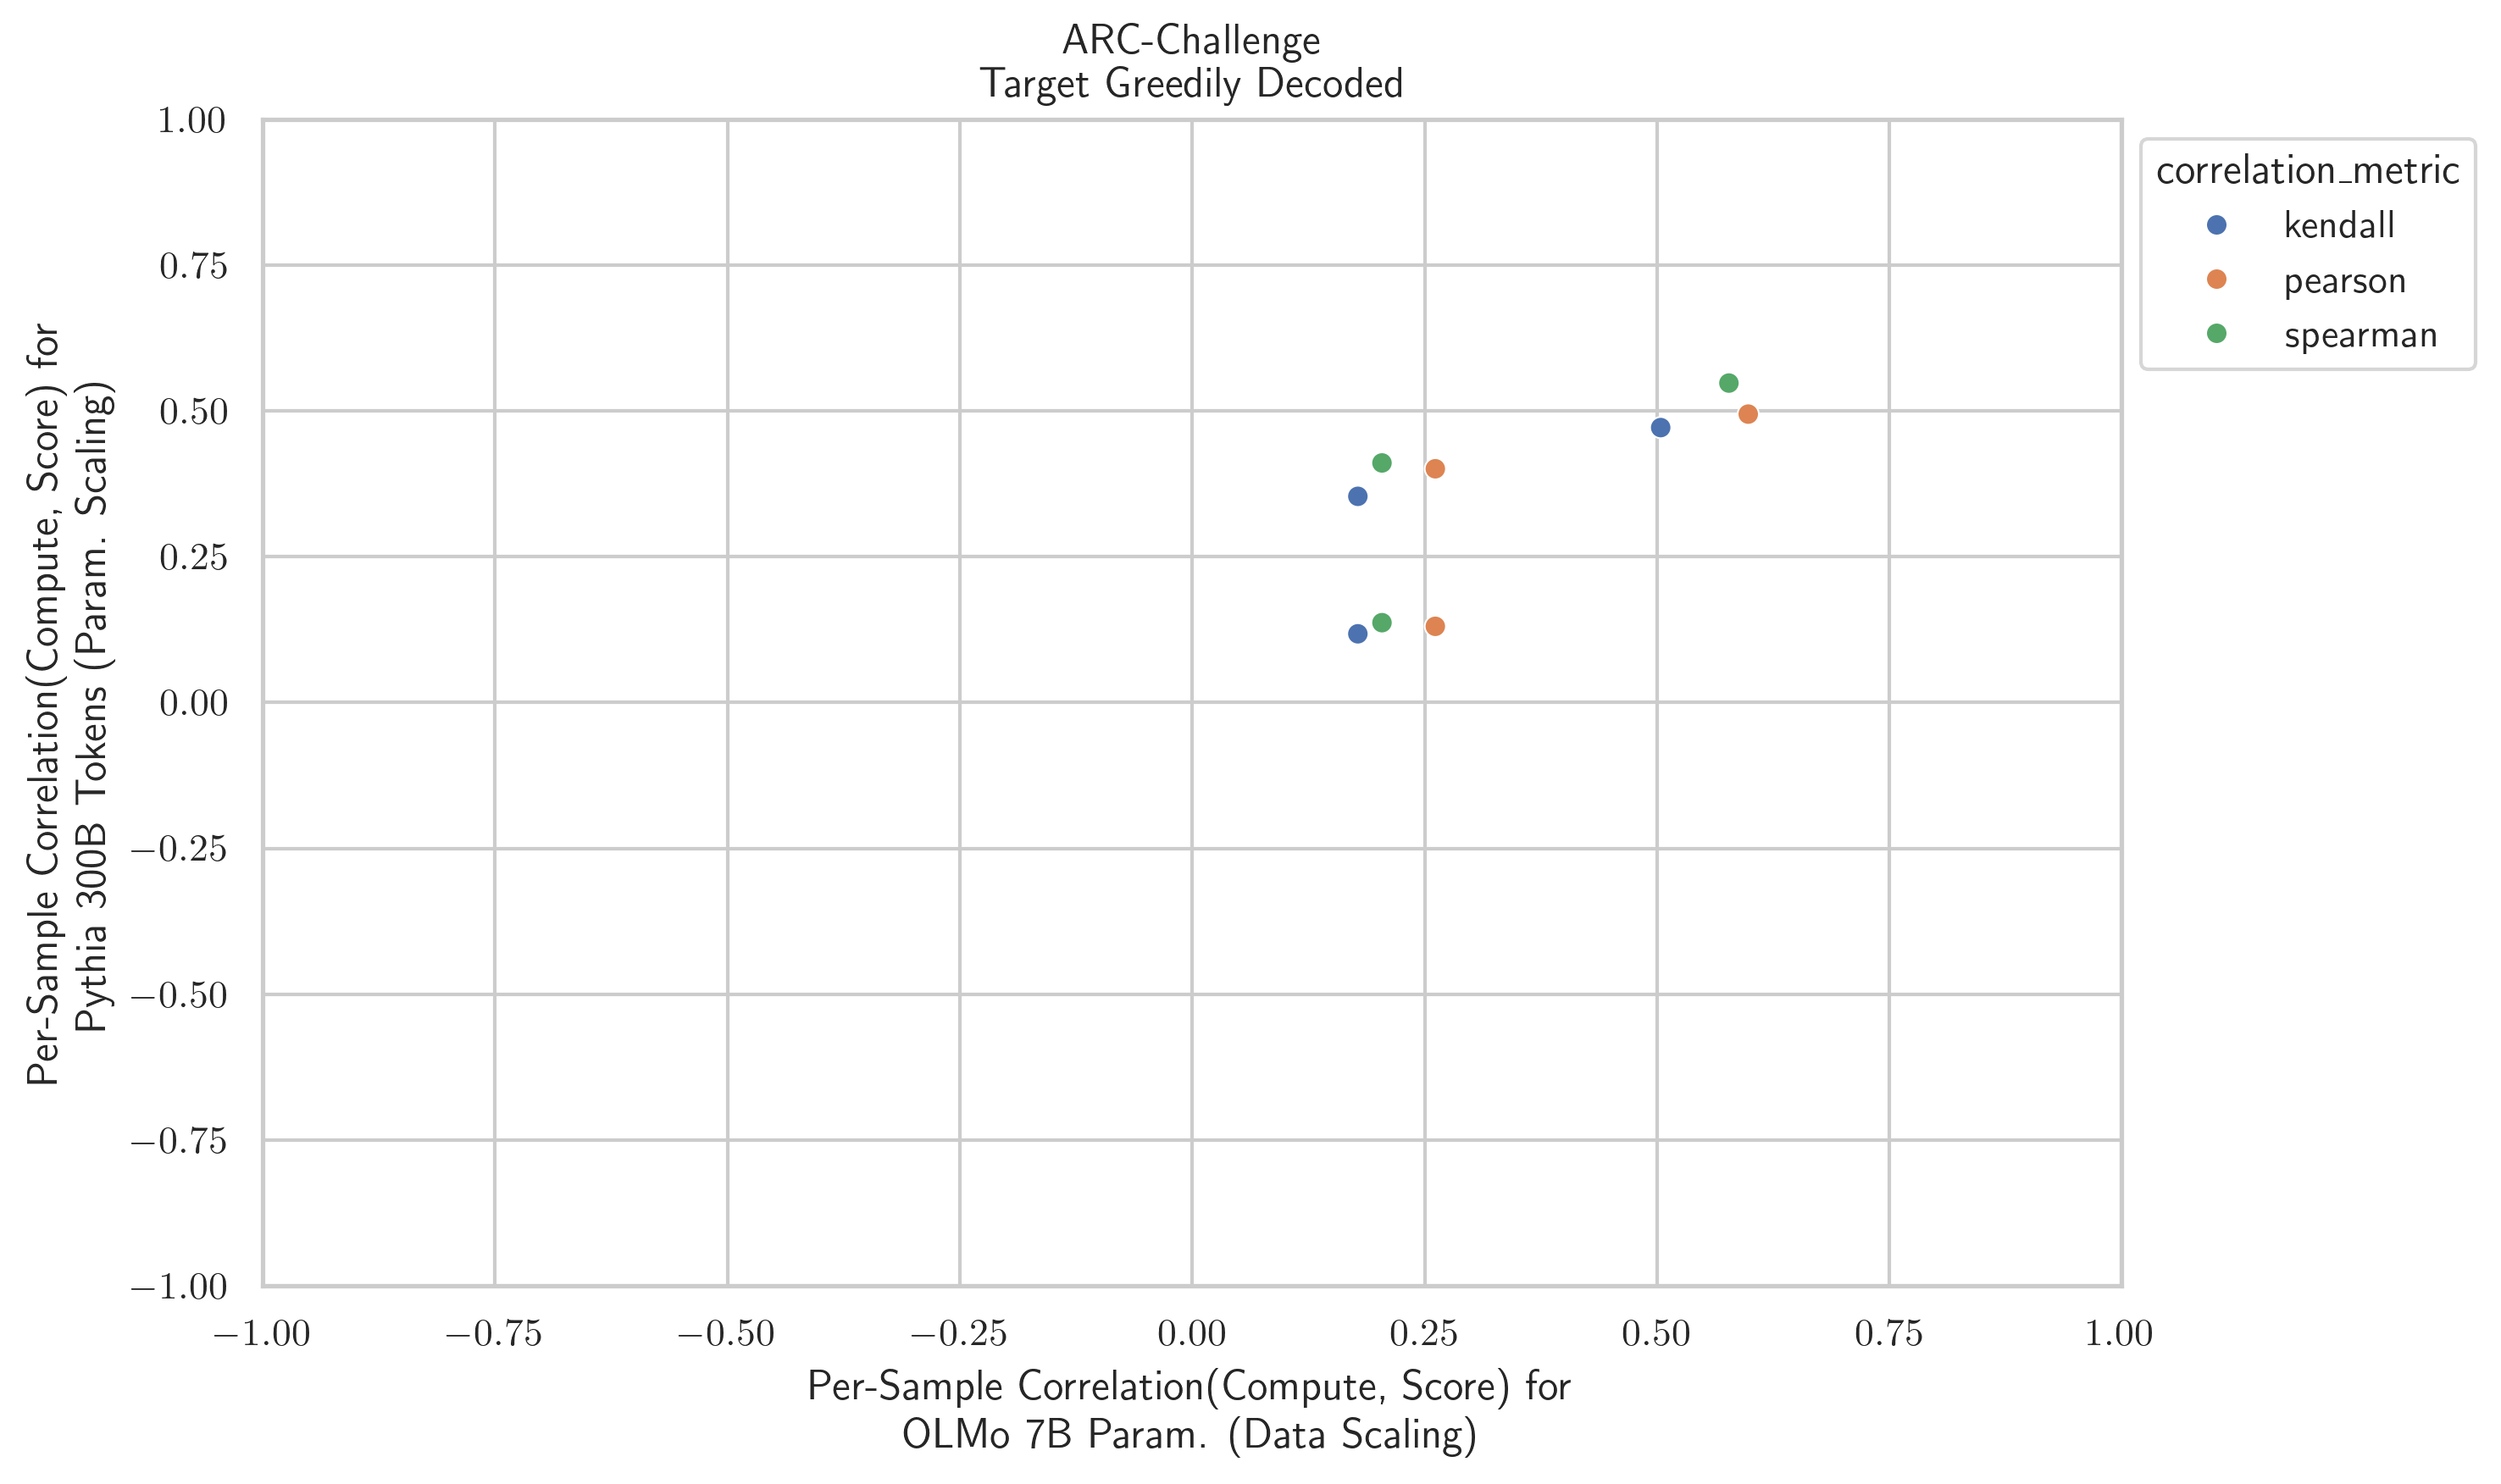 ARC-Challenge
Target Greedily Decoded
Per-Sample Correlation(Compute, Score) for
Pythia 300B Tokens (Param. Scaling)
1.00
0.75
0.50
0.25
0.00
−0.25
−0.50
−0.75
−1.00
−1.00
−0.75
−0.50
−0.25
0.00
0.25
0.50
0.75
1.00
Per-Sample Correlation(Compute, Score) for
OLMo 7B Param. (Data Scaling)
correlation_metric
kendall
pearson
spearman